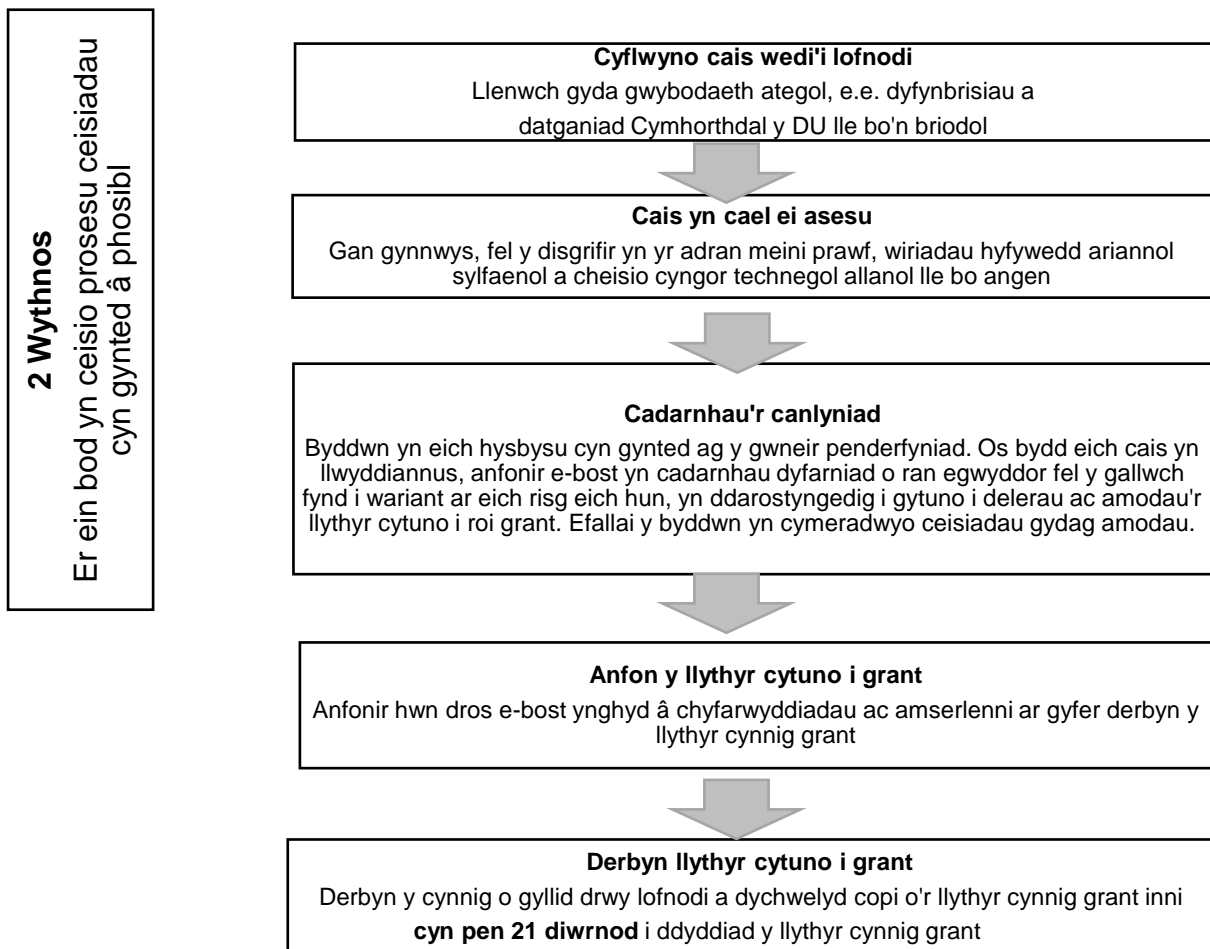 2 Wythnos
Er ein bod yn ceisio prosesu ceisiadau
cyn gynted â phosibl
Cyflwyno cais wedi'i lofnodi
Llenwch gyda gwybodaeth ategol, e.e. dyfynbrisiau a
datganiad Cymhorthdal y DU lle bo'n briodol
Cais yn cael ei asesu
Gan gynnwys, fel y disgrifir yn yr adran meini prawf, wiriadau hyfywedd ariannol
sylfaenol a cheisio cyngor technegol allanol lle bo angen
Cadarnhau'r canlyniad
Byddwn yn eich hysbysu cyn gynted ag y gwneir penderfyniad. Os bydd eich cais yn
llwyddiannus, anfonir e-bost yn cadarnhau dyfarniad o ran egwyddor fel y gallwch
fynd i wariant ar eich risg eich hun, yn ddarostyngedig i gytuno i delerau ac amodau'r
llythyr cytuno i roi grant. Efallai y byddwn yn cymeradwyo ceisiadau gydag amodau.
Anfon y llythyr cytuno i grant
Anfonir hwn dros e-bost ynghyd â chyfarwyddiadau ac amserlenni ar gyfer derbyn y
llythyr cynnig grant
Derbyn llythyr cytuno i grant
Derbyn y cynnig o gyllid drwy lofnodi a dychwelyd copi o'r llythyr cynnig grant inni
cyn pen 21 diwrnod i ddyddiad y llythyr cynnig grant